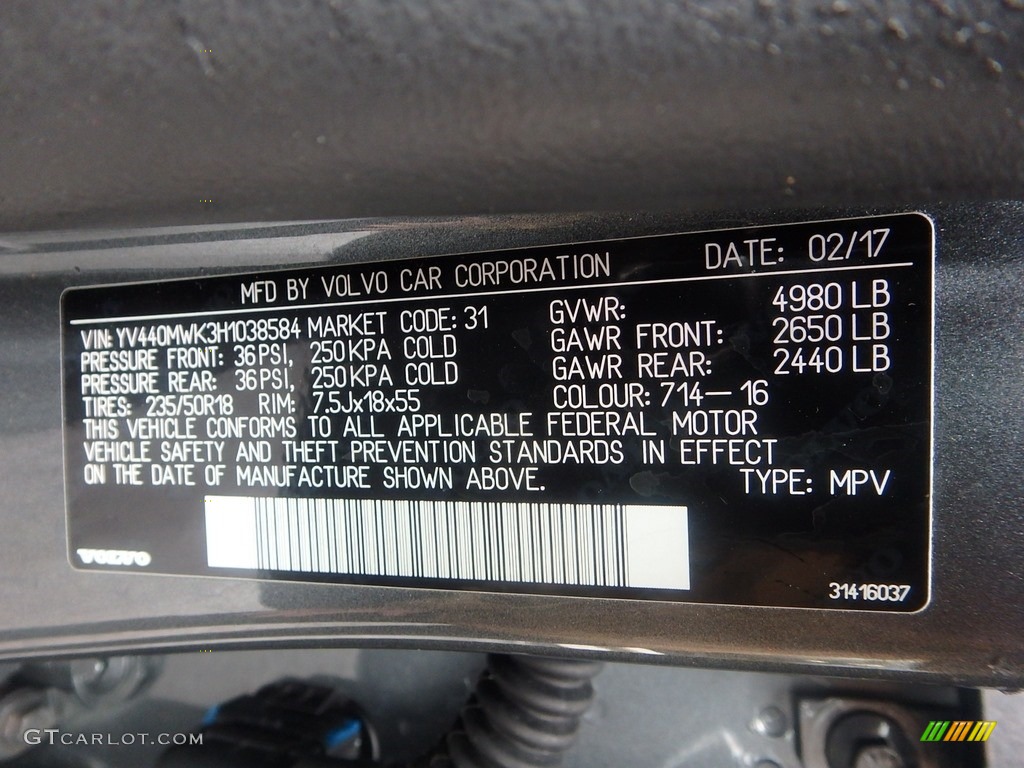 MFD BY VOLVO CAR CORPORATION DATE: 02/17
VIN: YV440MWK3H1038584 MARKET CODE: 31 GVWR: 4980 LB
PRESSURE FRONT: 36 PSI, 250 KPA COLD GAWR FRONT: 2650 LB
PRESSURE REAR: 36 PSI, 250 KPA COLD GAWR REAR: 2440 LB
TIRES: 235/50R18 RIM: 7.5Jx18x55 COLOUR: 714-16
THIS VEHICLE CONFORMS TO ALL APPLICABLE FEDERAL MOTOR
VEHICLE SAFETY AND THEFT PREVENTION STANDARDS IN EFFECT
ON THE DATE OF MANUFACTURE SHOWN ABOVE. TYPE: MPV
VOLVO
31416037
GTCARLOT.COM